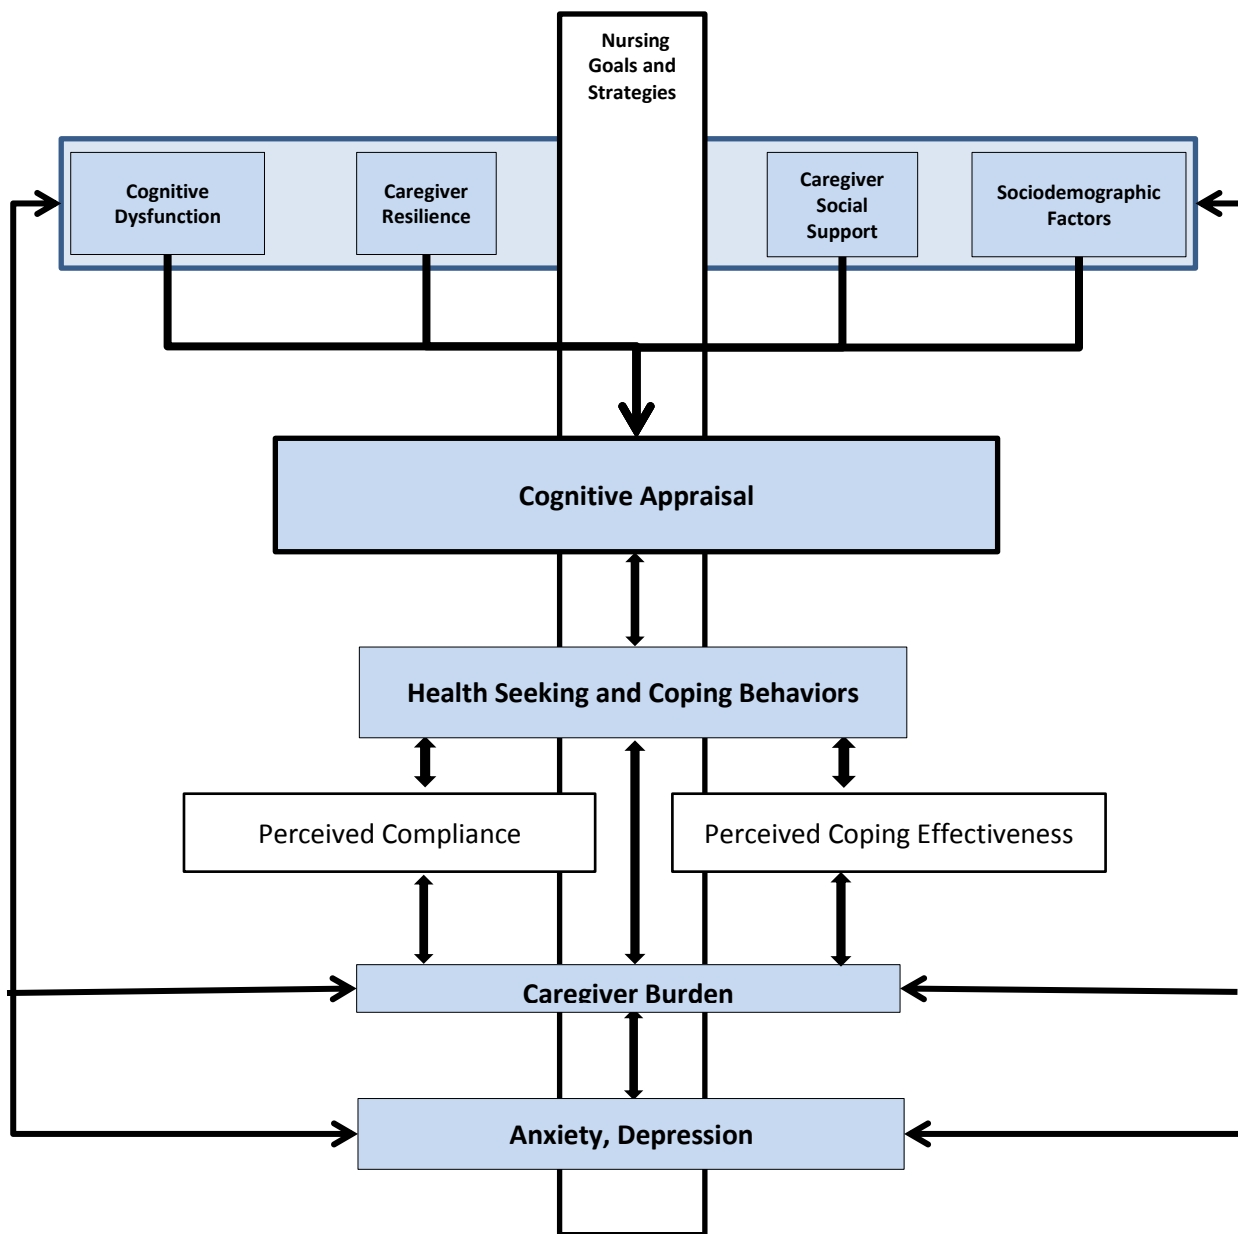 Nursing
Goals and
Strategies
Cognitive
Dysfunction
Caregiver
Resilience
Caregiver
Social
Support
Sociodemographic
Factors
Cognitive Appraisal
Health Seeking and Coping Behaviors
Perceived Compliance
Perceived Coping Effectiveness
Caregiver Burden
Anxiety, Depression